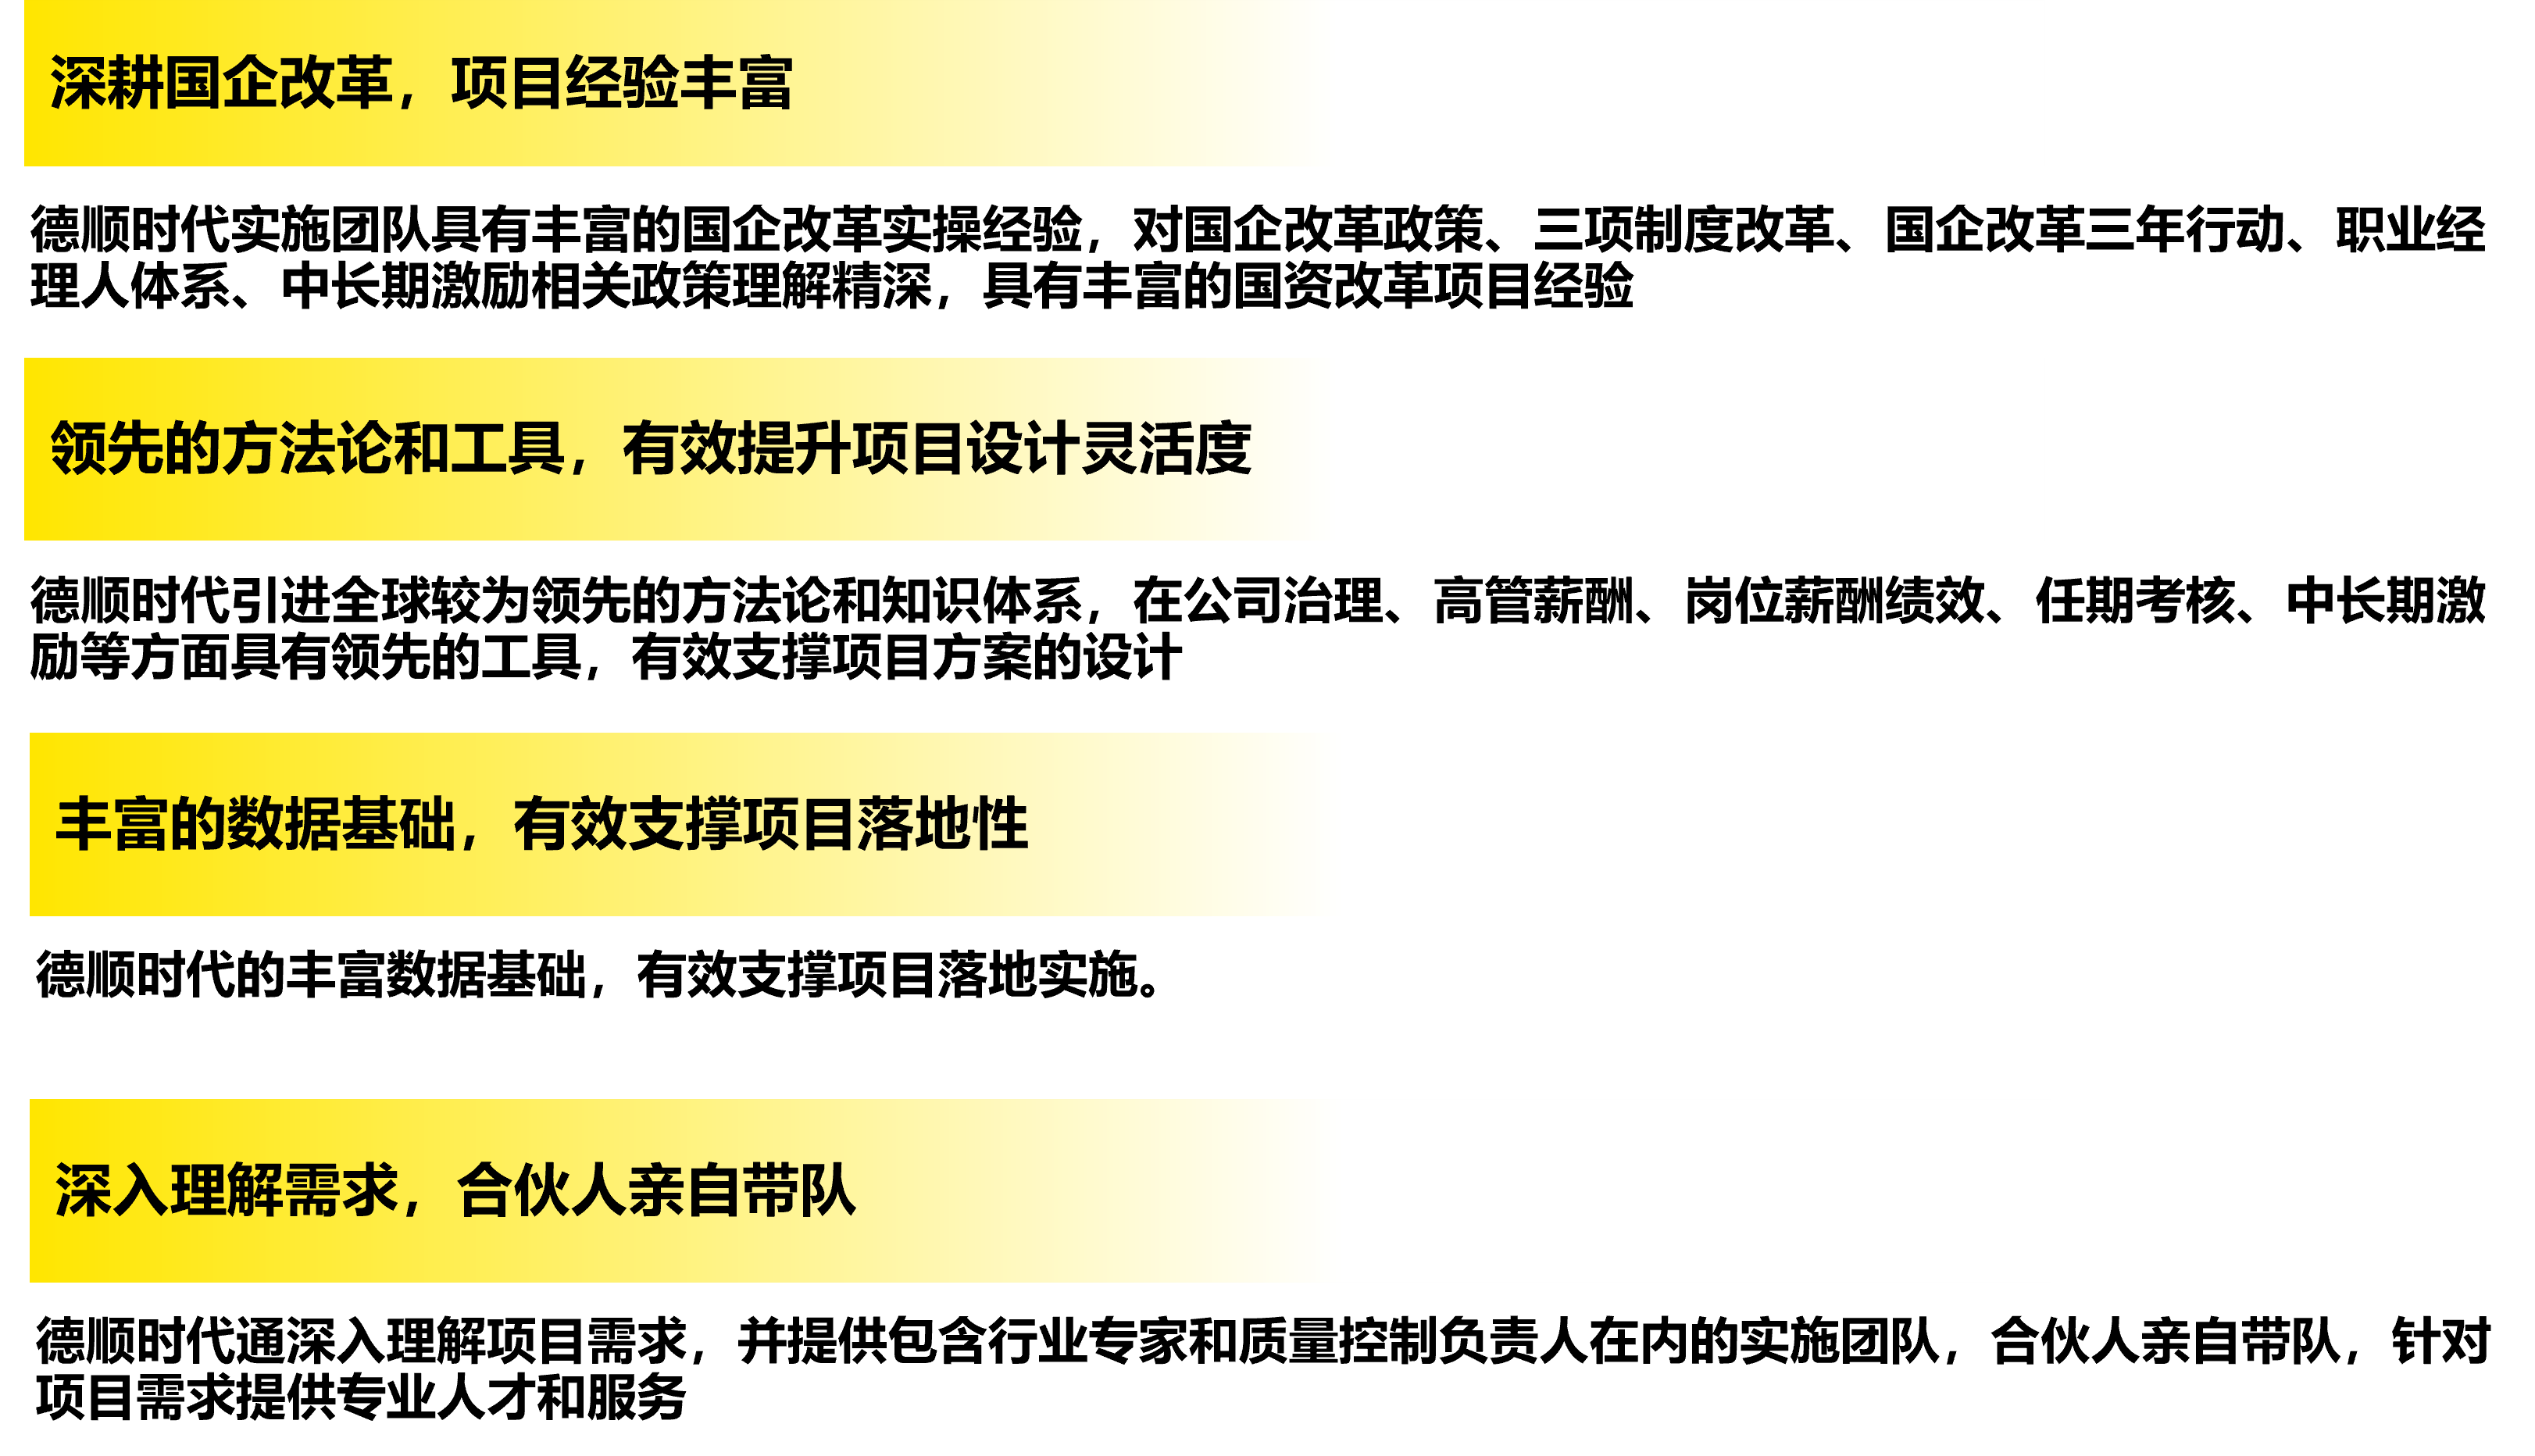 深耕国企改革，项目经验丰富
德顺时代实施团队具有丰富的国企改革实操经验，对国企改革政策、三项制度改革、国企改革三年行动、职业经
理人体系、中长期激励相关政策理解精深，具有丰富的国资改革项目经验
领先的方法论和工具，有效提升项目设计灵活度
德顺时代引进全球较为领先的方法论和知识体系，在公司治理、高管薪酬、岗位薪酬绩效、任期考核、中长期激
励等方面具有领先的工具，有效支撑项目方案的设计
丰富的数据基础，有效支撑项目落地性
德顺时代的丰富数据基础，有效支撑项目落地实施。
深入理解需求，合伙人亲自带队
德顺时代通深入理解项目需求，并提供包含行业专家和质量控制负责人在内的实施团队，合伙人亲自带队，针对
项目需求提供专业人才和服务